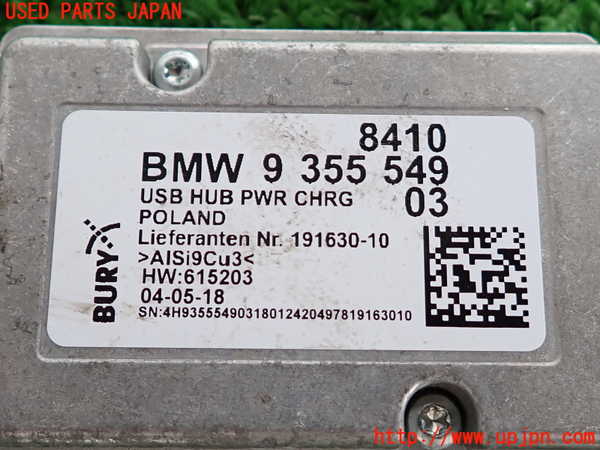 USED PARTS JAPAN
8410
BMW 9 355 549
USB HUB PWR CHRG 03
POLAND
Lieferanten Nr. 191630-10
>AlSi9Cu3<
HW:615203
04-05-18
SN:4H93555490318012420497819163010
BURY
http://www.upjpn.com